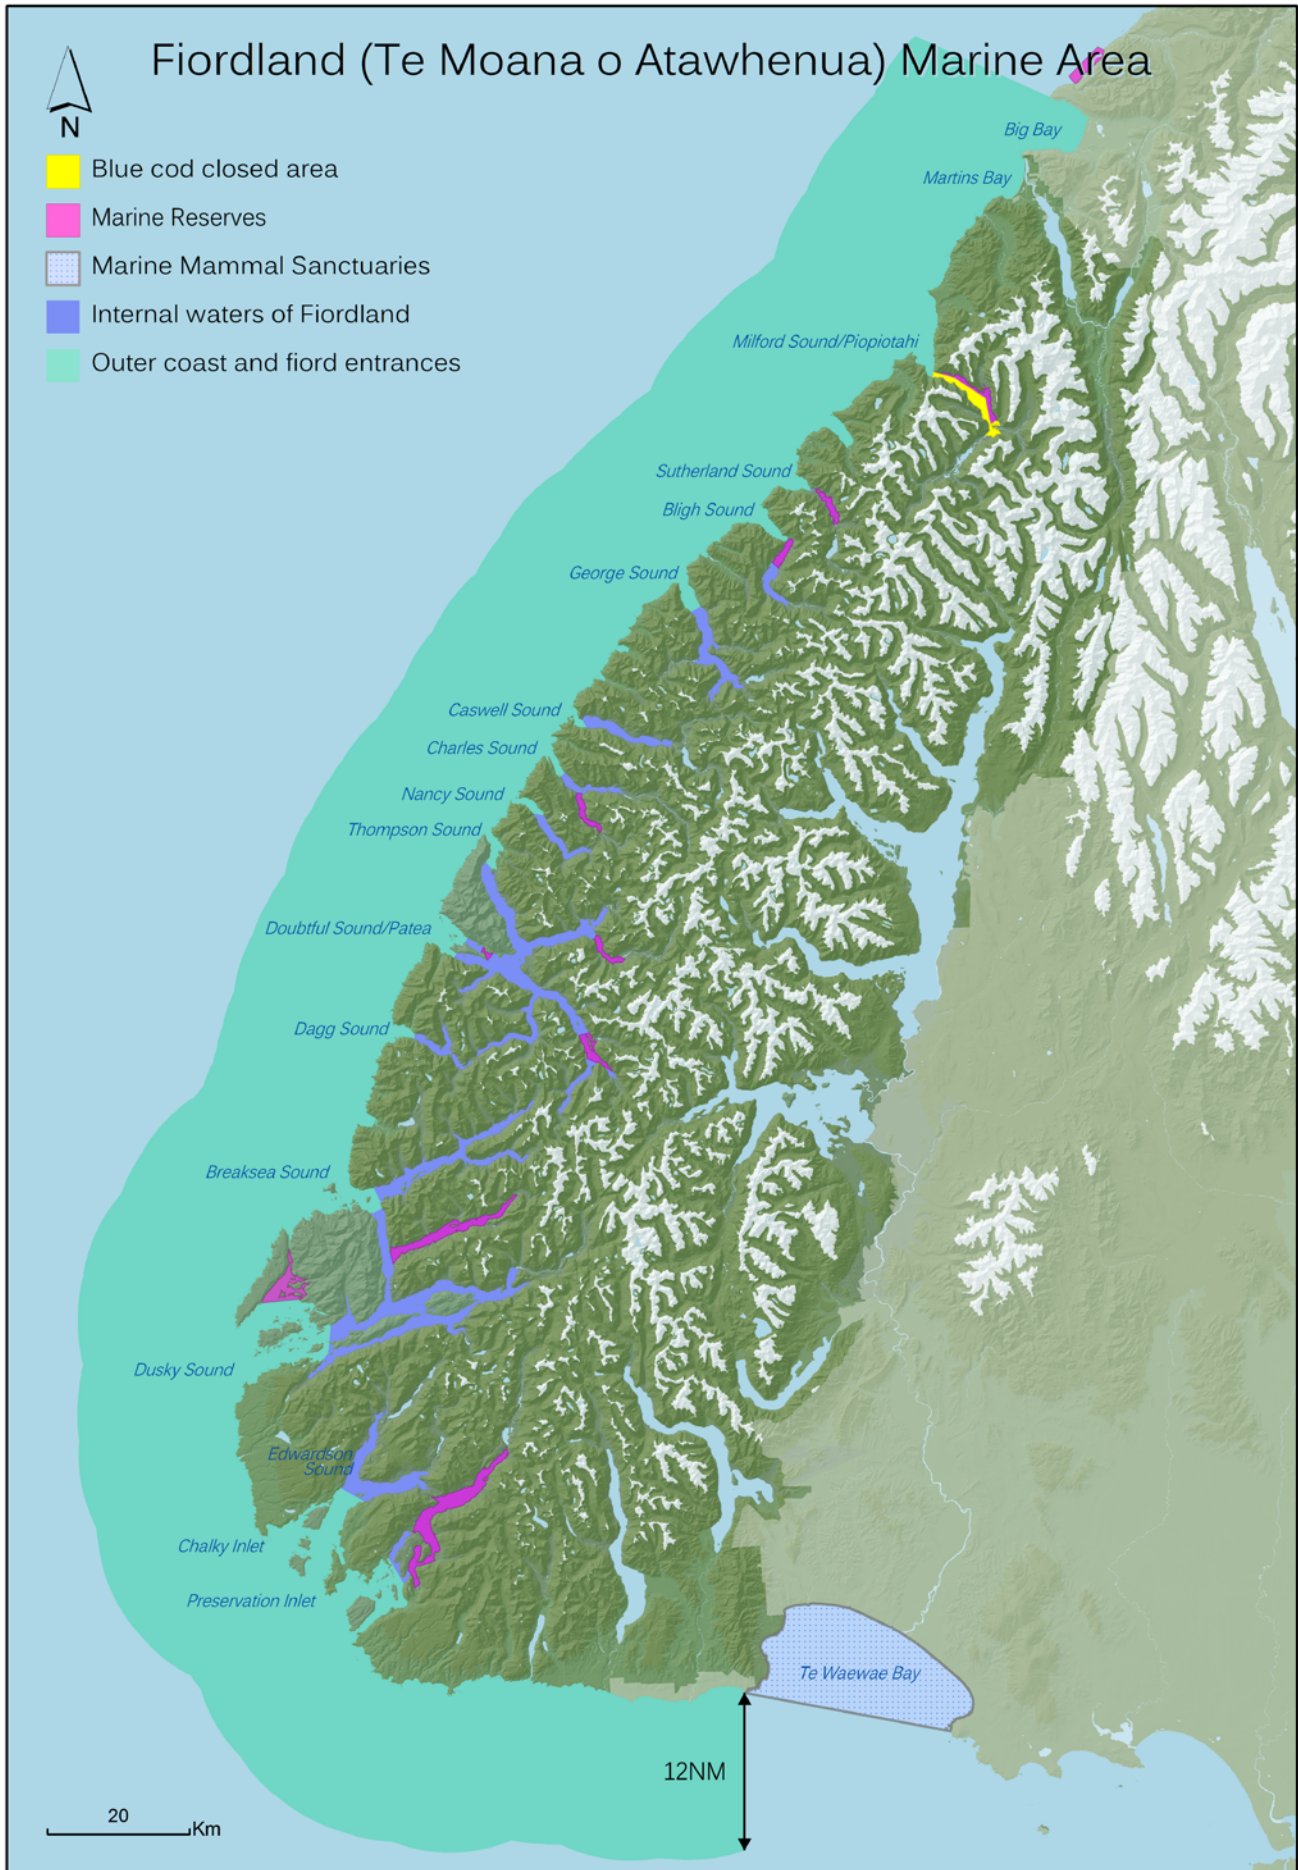 Fiordland (Te Moana o Atawhenua) Marine Area
N
Blue cod closed area
Marine Reserves
Marine Mammal Sanctuaries
Internal waters of Fiordland
Outer coast and fiord entrances
Big Bay
Martins Bay
Milford Sound/Piopiotahi
Sutherland Sound
Bligh Sound
George Sound
Caswell Sound
Charles Sound
Nancy Sound
Thompson Sound
Doubtful Sound/Patea
Dagg Sound
Breaksea Sound
Dusky Sound
Edwardson
Sound
Chalky Inlet
Preservation Inlet
Te Waewae Bay
12NM
20
Km